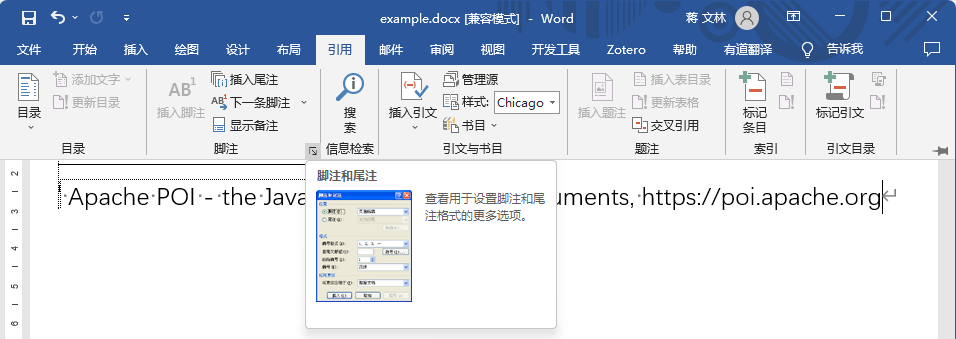 example.docx [兼容模式] - Word
蒋 文林
文件 开始 插入 绘图 设计 布局 引用 邮件 审阅 视图 开发工具 Zotero 帮助 有道翻译 告诉我
目录
添加文字
更新目录
目录
AB¹
插入脚注
插入尾注
下一条脚注
显示备注
脚注
搜索
信息检索
插入引文
管理源
样式: Chicago
书目
引文与书目
插入题注
插入表目录
更新表格
交叉引用
题注
标记条目
索引
标记引文
引文目录
脚注和尾注
查看用于设置脚注和尾
注格式的更多选项。
Apache POI - the Java
uments, https://poi.apache.org
2
1
3
4
5
6